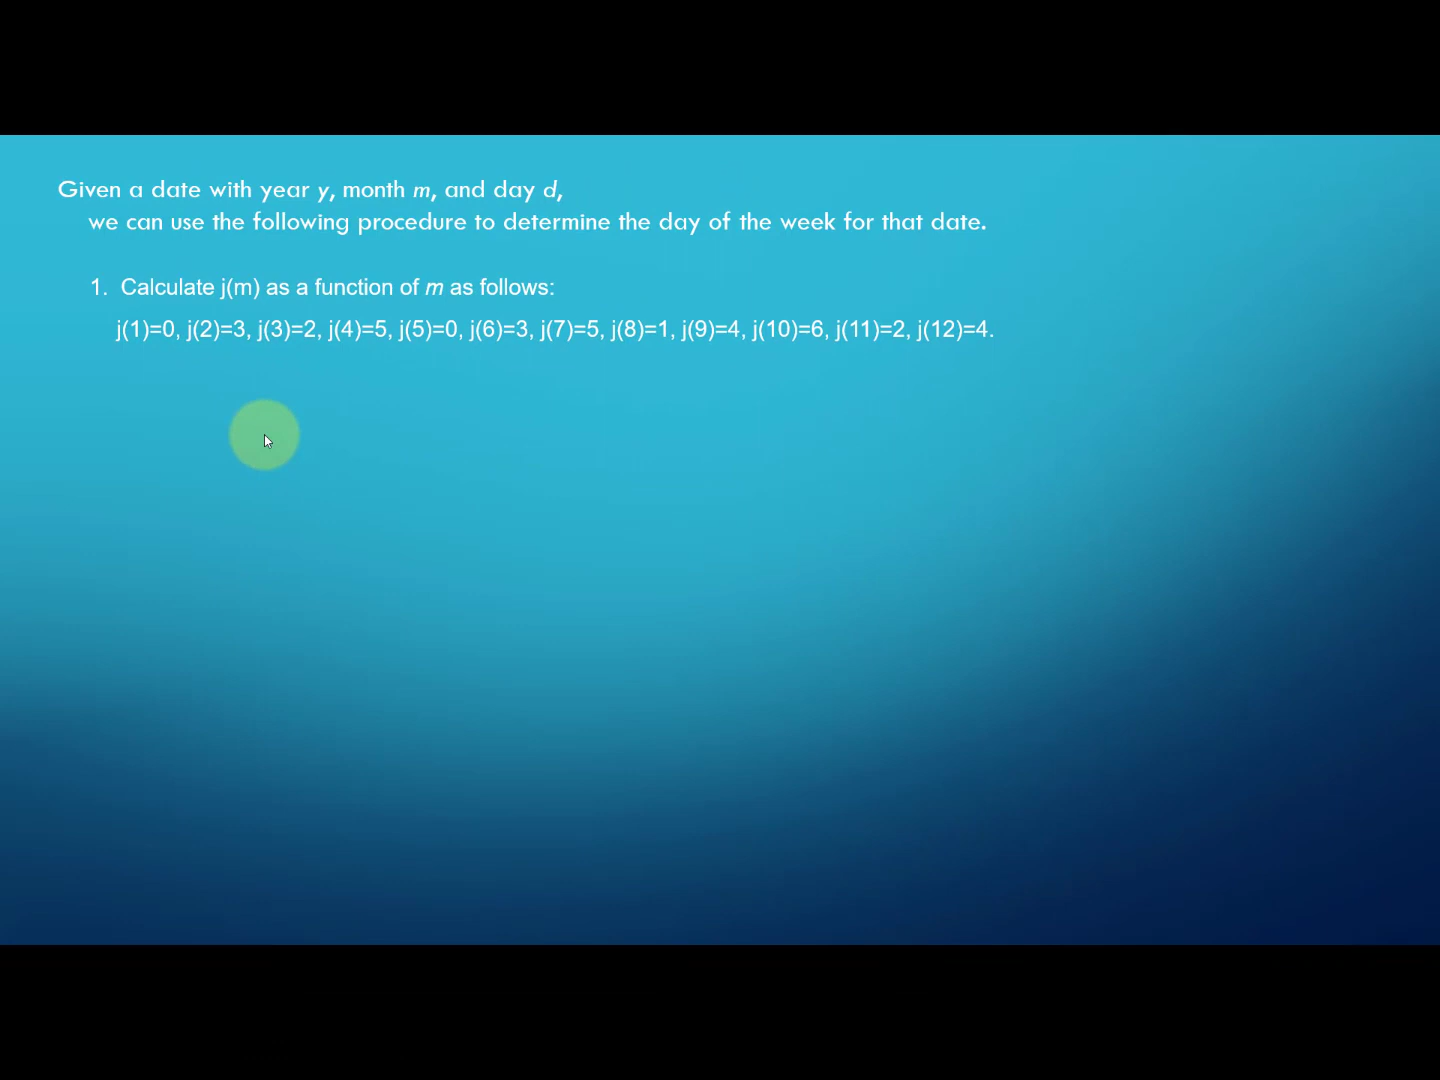 Given a date with year y, month m, and day d,
we can use the following procedure to determine the day of the week for that date.
1. Calculate j(m) as a function of m as follows:
j(1)=0, j(2)=3, j(3)=2, j(4)=5, j(5)=0, j(6)=3, j(7)=5, j(8)=1, j(9)=4, j(10)=6, j(11)=2, j(12)=4.